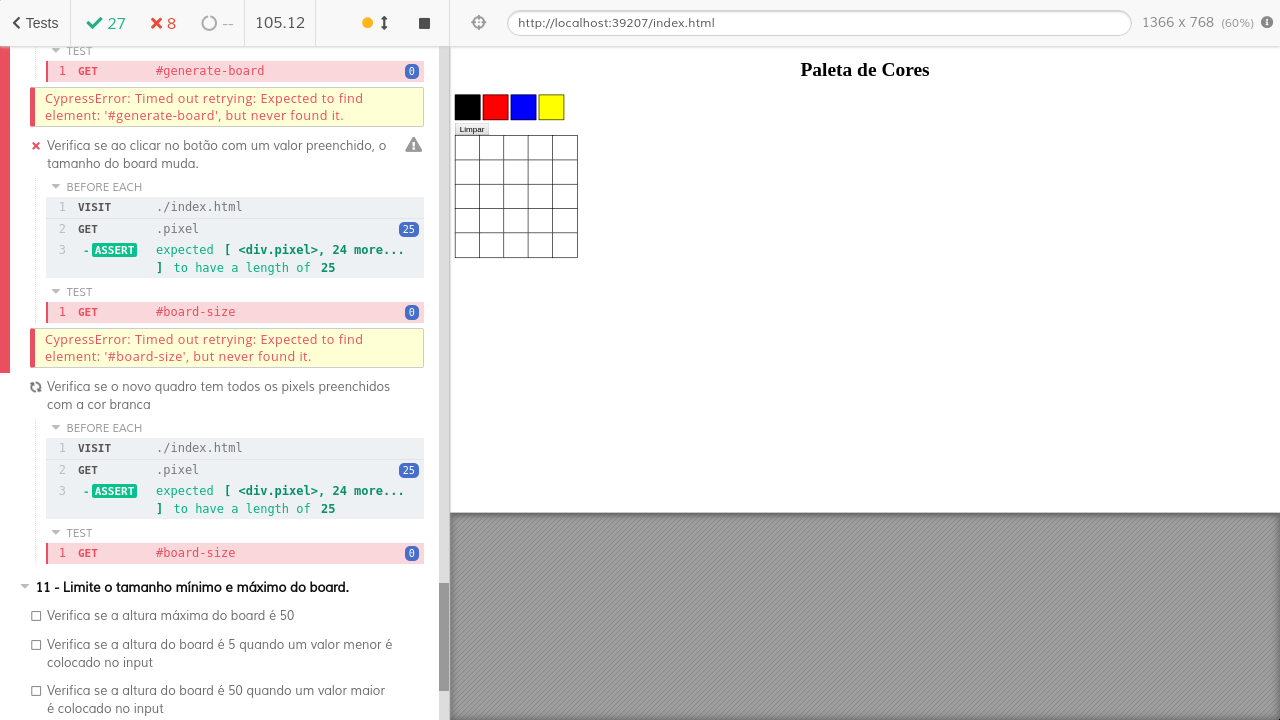 Tests
27
8
--
105.12
http://localhost:39207/index.html
1366 x 768 (60%)
TEST
1 GET #generate-board 0
CypressError: Timed out retrying: Expected to find
element: '#generate-board', but never found it.
Verifica se ao clicar no botão com um valor preenchido, o
tamanho do board muda.
BEFORE EACH
1 VISIT ./index.html
2 GET .pixel 25
3 -ASSERT expected [ <div.pixel>, 24 more...
] to have a length of 25
TEST
1 GET #board-size 0
CypressError: Timed out retrying: Expected to find
element: '#board-size', but never found it.
Verifica se o novo quadro tem todos os pixels preenchidos
com a cor branca
BEFORE EACH
1 VISIT ./index.html
2 GET .pixel 25
3 -ASSERT expected [ <div.pixel>, 24 more...
] to have a length of 25
TEST
1 GET #board-size 0
11 - Limite o tamanho mínimo e máximo do board.
Verifica se a altura máxima do board é 50
Verifica se a altura do board é 5 quando um valor menor é
colocado no input
Verifica se a altura do board é 50 quando um valor maior
é colocado no input
Paleta de Cores
Limpar